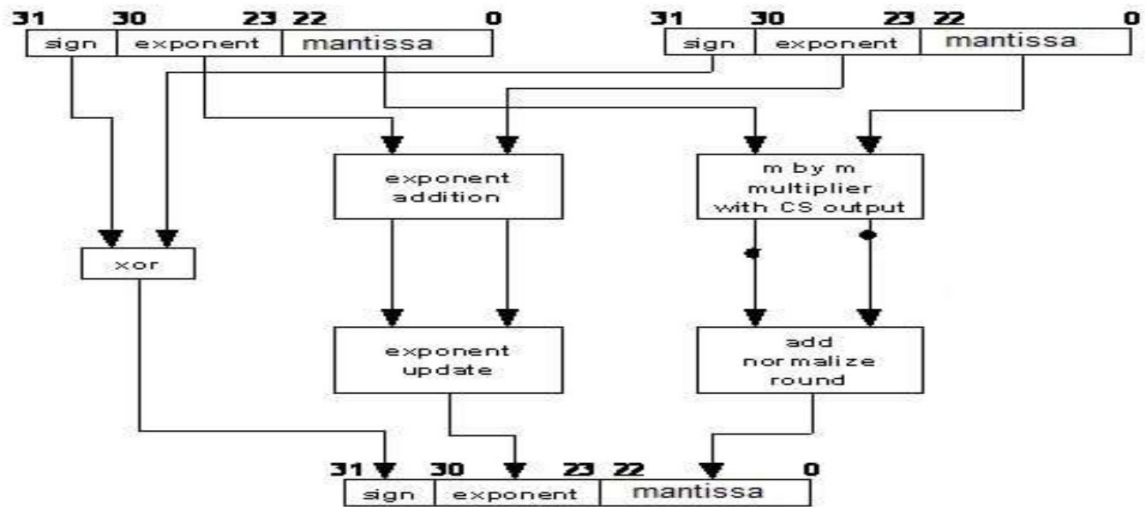 31 30 23 22 0 31 30 23 22 0
sign exponent mantissa sign exponent mantissa
exponent addition
m by m multiplier with CS output
xor
exponent update
add normalize round
31 30 23 22 0
sign exponent mantissa